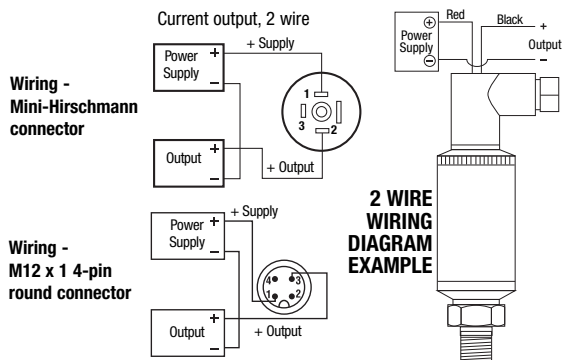 Current output, 2 wire
Wiring -
Mini-Hirschmann
connector
Power
Supply
+
–
+ Supply
1
2
3
Output
+
–
+ Output
Wiring -
M12 x 1 4-pin
round connector
Power
Supply
+
–
+ Supply
4
3
1
2
Output
+
–
+ Output
Power
Supply
+
–
Red
Black
+
Output
–
2 WIRE
WIRING
DIAGRAM
EXAMPLE